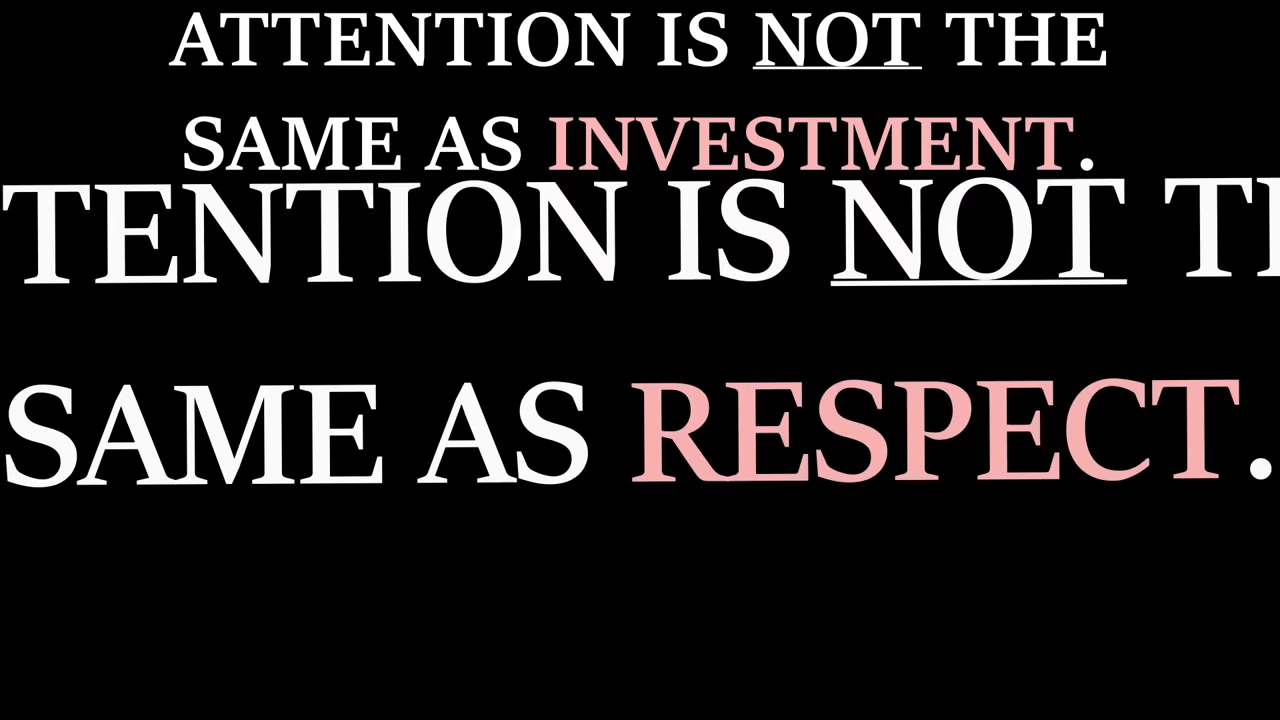 ATTENTION IS NOT THE
SAME AS INVESTMENT.
TENTION IS NOT
SAME AS RESPECT.